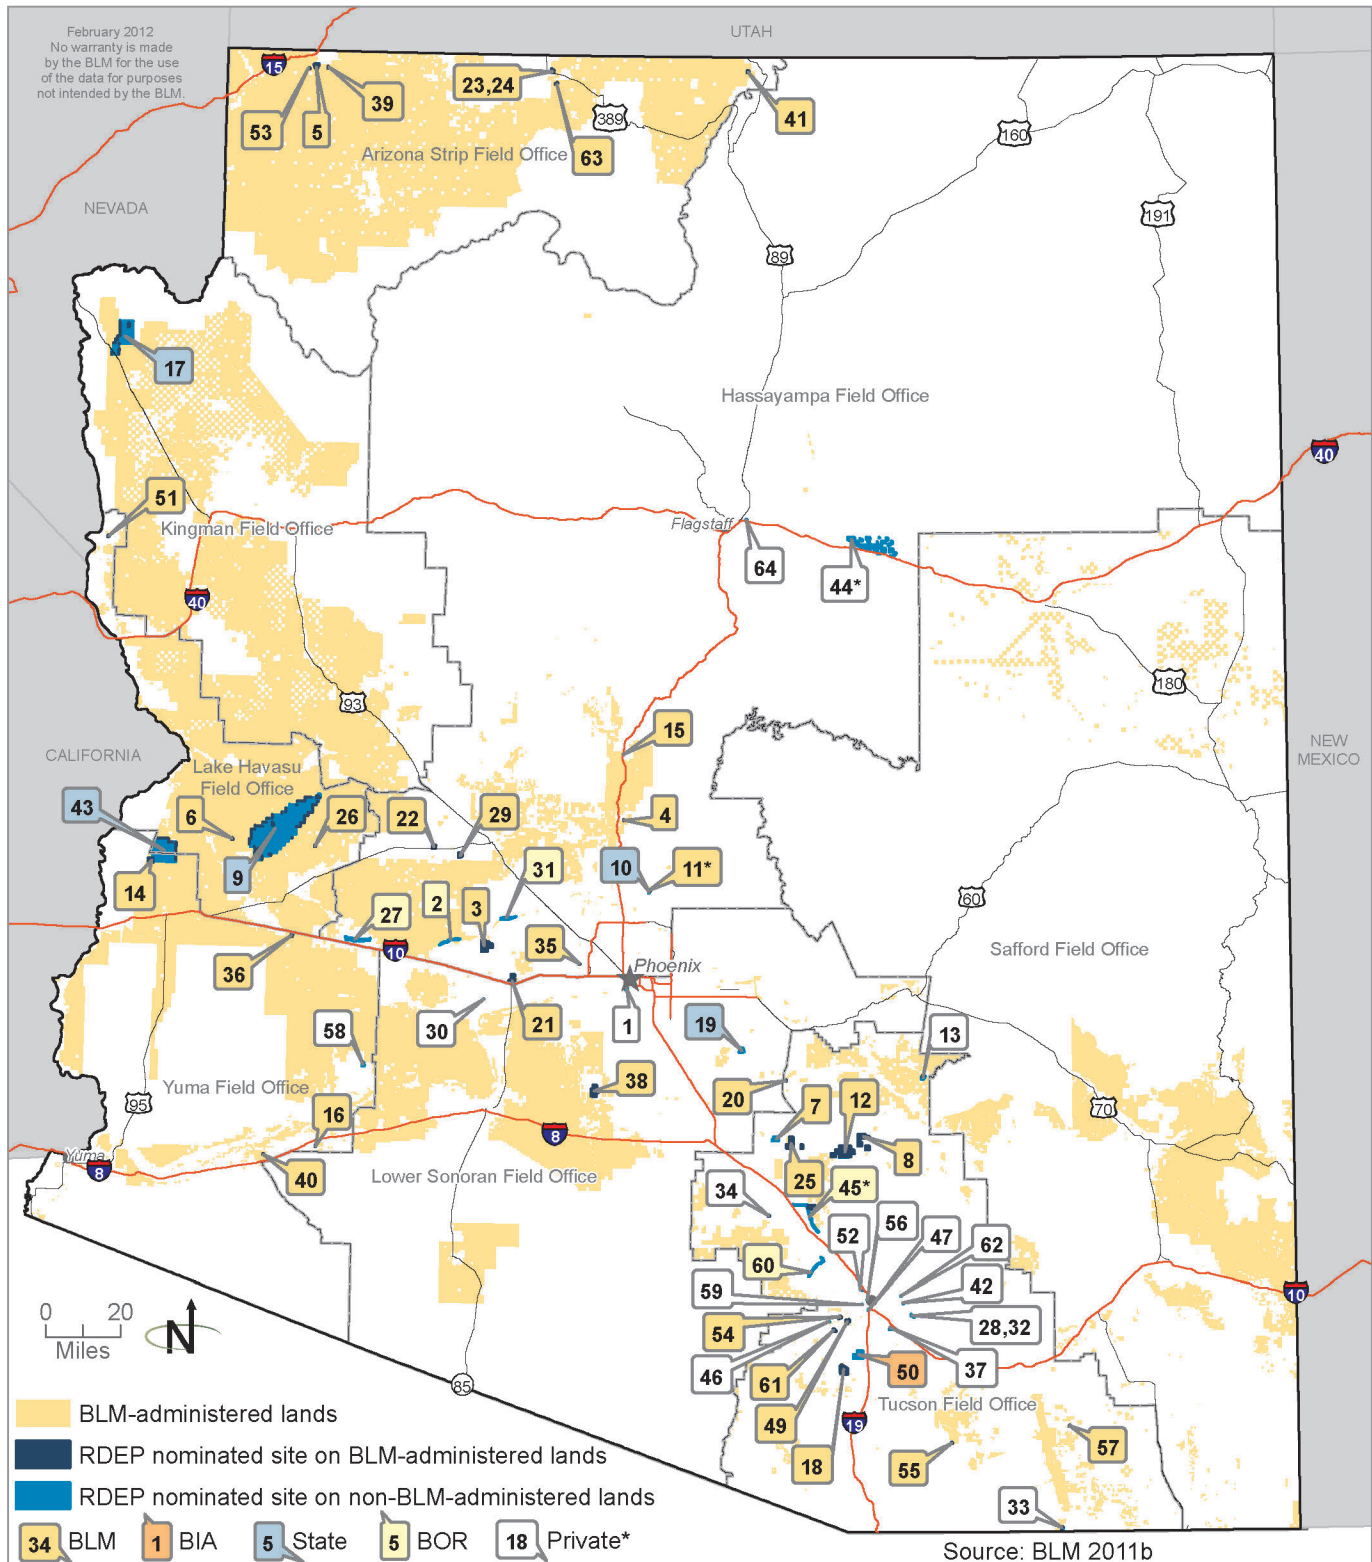 February 2012
No warranty is made
by the BLM for the use
of the data for purposes
not intended by the BLM.
UTAH
15
53
5
39
23,24
389
63
41
160
Arizona Strip Field Office
NEVADA
191
89
17
Hassayampa Field Office
40
51
Kingman Field Office
Flagstaff
64
44*
40
180
93
15
CALIFORNIA
NEW
MEXICO
Lake Havasu
Field Office
43
6
26
22
29
4
9
14
10
11*
31
60
27
2
3
35
Safford Field Office
36
10
Phoenix
30
21
1
19
58
13
38
20
Yuma Field Office
95
7
12
70
16
8
8
Yuma
8
40
Lower Sonoran Field Office
25
34
45*
52
56
47
62
60
59
42
10
0 20
Miles
N
54
28,32
46
61
50
37
85
Tucson Field Office
49
19
18
55
57
33
BLM-administered lands
RDEP nominated site on BLM-administered lands
RDEP nominated site on non-BLM-administered lands
34 BLM
1 BIA
5 State
5 BOR
18 Private*
Source: BLM 2011b